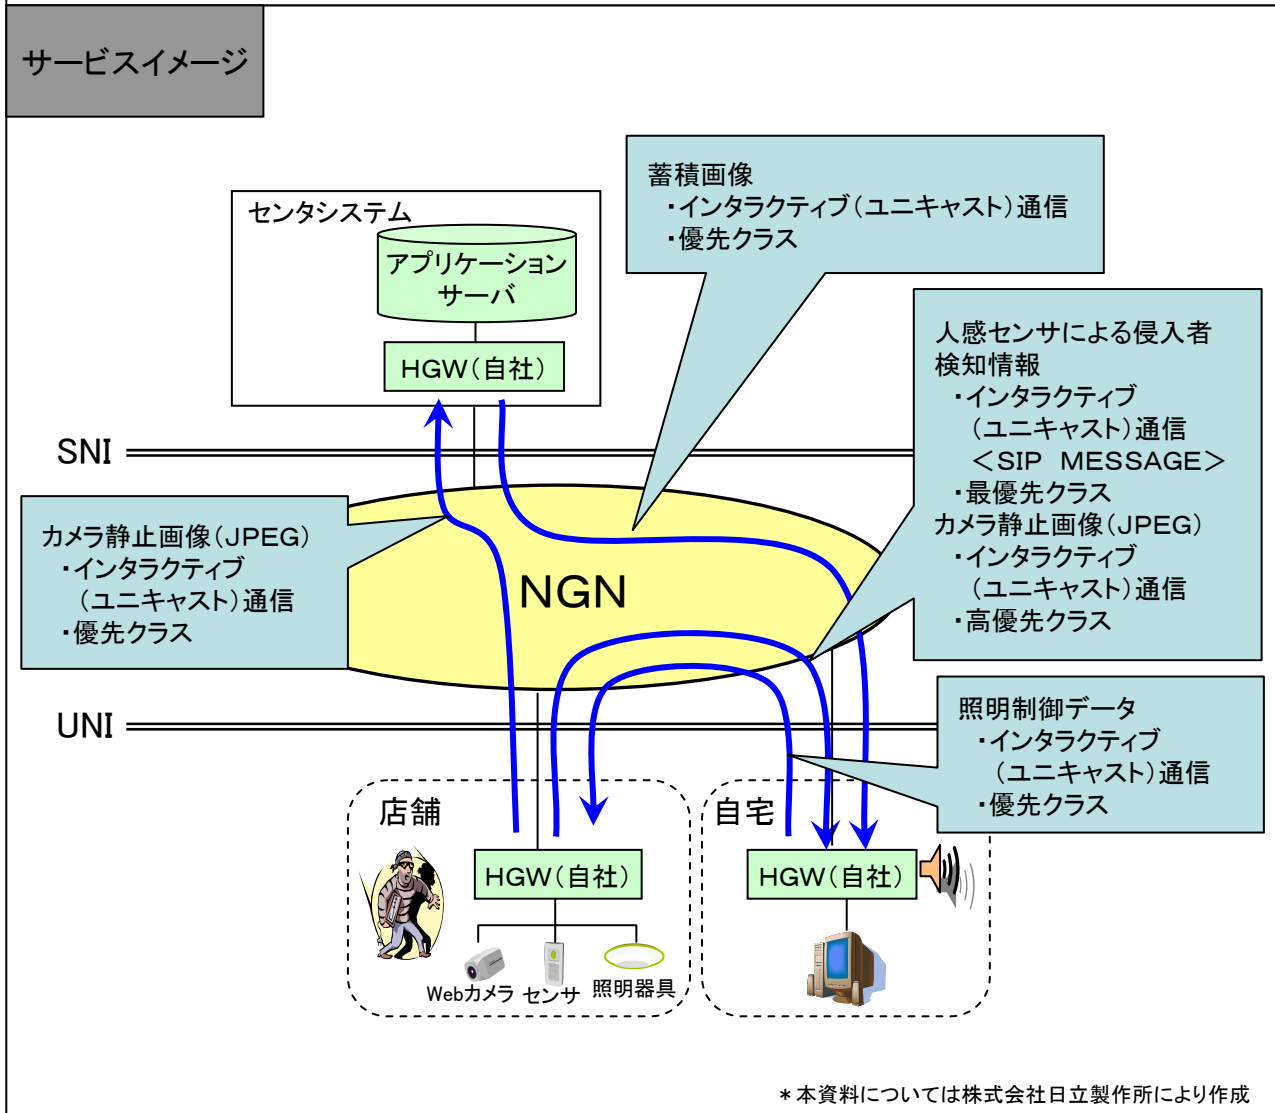 サービスイメージ
蓄積画像
・インタラクティブ(ユニキャスト)通信
・優先クラス
センタシステム
アプリケーション
サーバ
HGW(自社)
人感センサによる侵入者
検知情報
・インタラクティブ
(ユニキャスト)通信
<SIP MESSAGE>
・最優先クラス
カメラ静止画像(JPEG)
・インタラクティブ
(ユニキャスト)通信
・高優先クラス
SNI
カメラ静止画像(JPEG)
・インタラクティブ
(ユニキャスト)通信
・優先クラス
NGN
UNI
照明制御データ
・インタラクティブ
(ユニキャスト)通信
・優先クラス
店舗
HGW(自社)
Webカメラ
センサ
照明器具
自宅
HGW(自社)
*本資料については株式会社日立製作所により作成